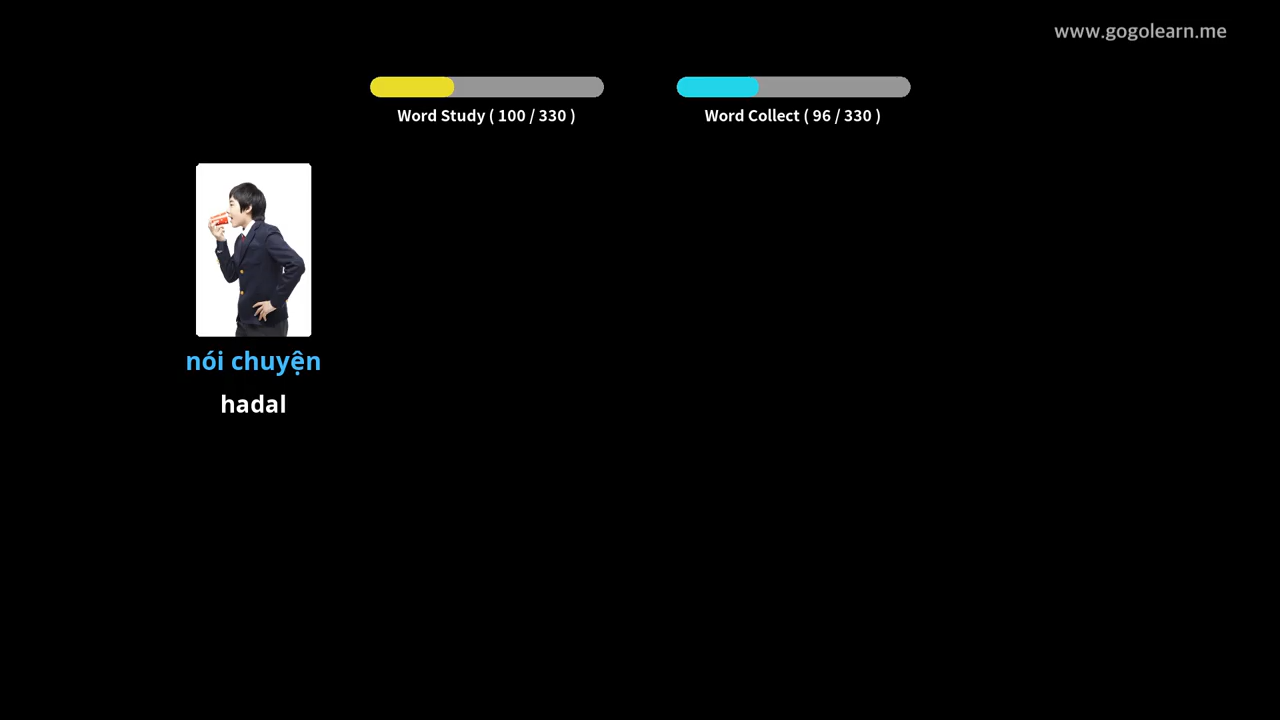 www.gogolearn.me
Word Study ( 100 / 330 )
Word Collect ( 96 / 330 )
nói chuyện
hadal